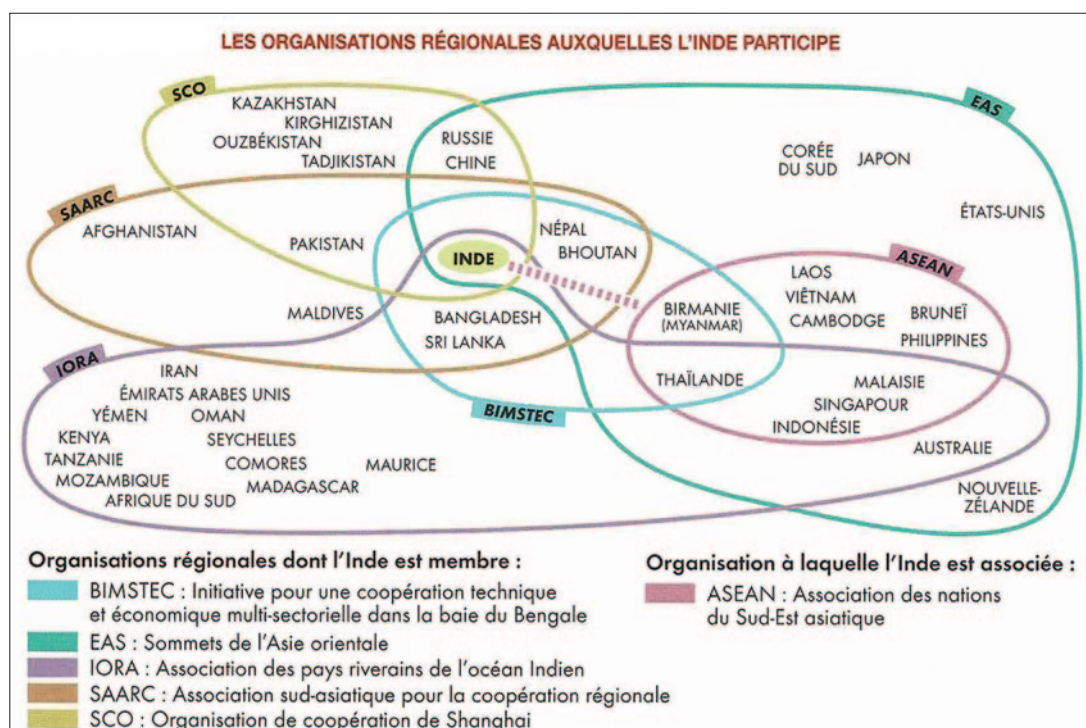 LES ORGANISATIONS RÉGIONALES AUXQUELLES L'INDE PARTICIPE
SCO
EAS
KAZAKHSTAN
KIRGHIZISTAN
OUZBÉKISTAN
TADJIKISTAN
RUSSIE
CHINE
CORÉE
DU SUD
JAPON
ÉTATS-UNIS
SAARC
AFGHANISTAN
PAKISTAN
INDE
NÉPAL
BHOUTAN
ASEAN
LAOS
VIÊTNAM
CAMBODGE
BRUNEÏ
PHILIPPINES
MALDIVES
BANGLADESH
SRI LANKA
BIRMANIE
(MYANMAR)
IORA
IRAN
ÉMIRATS ARABES UNIS
YÉMEN
OMAN
KENYA
SEYCHELLES
TANZANIE
COMORES
MAURICE
MOZAMBIQUE
MADAGASCAR
AFRIQUE DU SUD
BIMSTEC
THAÏLANDE
MALAISIE
SINGAPOUR
INDONÉSIE
AUSTRALIE
NOUVELLE-
ZÉLANDE
Organisations régionales dont l'Inde est membre :
BIMSTEC : Initiative pour une coopération technique
et économique multi-sectorielle dans la baie du Bengale
EAS : Sommets de l'Asie orientale
IORA : Association des pays riverains de l'océan Indien
SAARC : Association sud-asiatique pour la coopération régionale
SCO : Organisation de coopération de Shanghai
Organisation à laquelle l'Inde est associée :
ASEAN : Association des nations
du Sud-Est asiatique